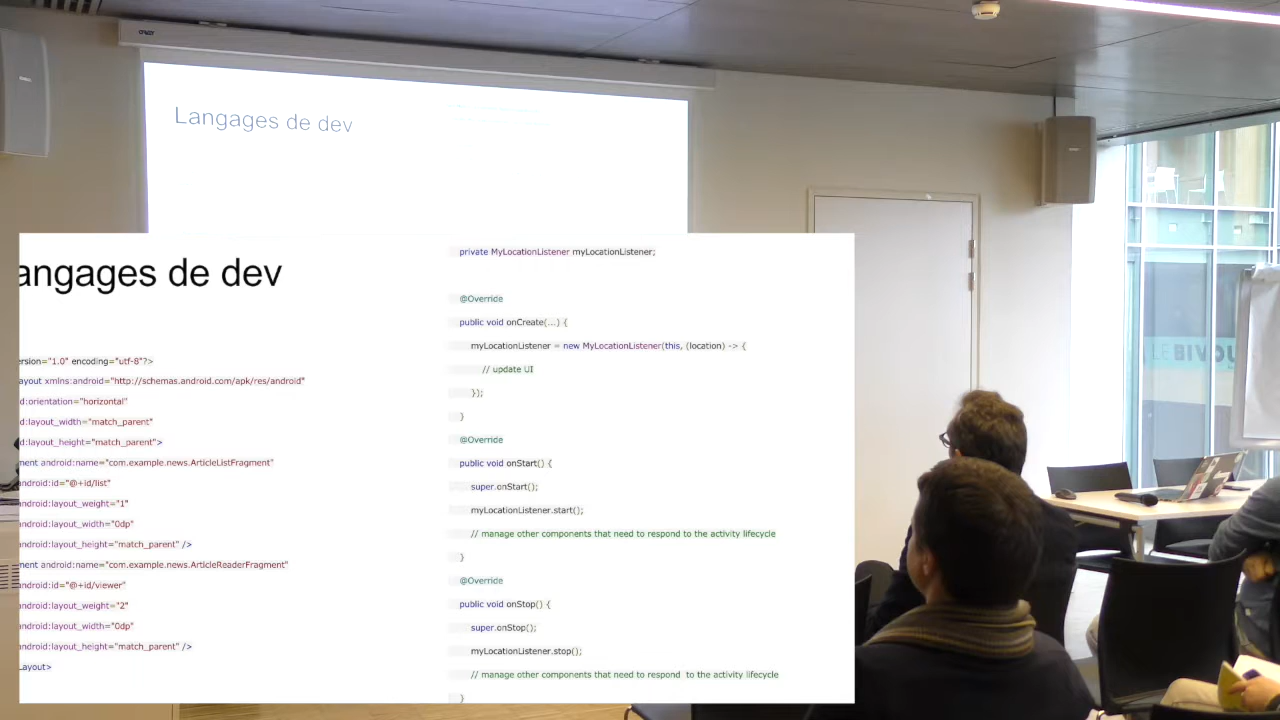 Langages de dev
LE BIVOU
angages de dev
ersion="1.0" encoding="utf-8"?>
ayout xmlns:android="http://schemas.android.com/apk/res/android"
d:orientation="horizontal"
d:layout_width="match_parent"
d:layout_height="match_parent">
ment android:name="com.example.news.ArticleListFragment"
android:id="@+id/list"
android:layout_weight="1"
android:layout_width="0dp"
android:layout_height="match_parent" />
ment android:name="com.example.news.ArticleReaderFragment"
android:id="@+id/viewer"
android:layout_weight="2"
android:layout_width="0dp"
android:layout_height="match_parent" />
Layout>
private MyLocationListener myLocationListener;
@Override
public void onCreate(...) {
myLocationListener = new MyLocationListener(this, (location) -> {
// update UI
});
}
@Override
public void onStart() {
super.onStart();
myLocationListener.start();
// manage other components that need to respond to the activity lifecycle
}
@Override
public void onStop() {
super.onStop();
myLocationListener.stop();
// manage other components that need to respond  to the activity lifecycle
}